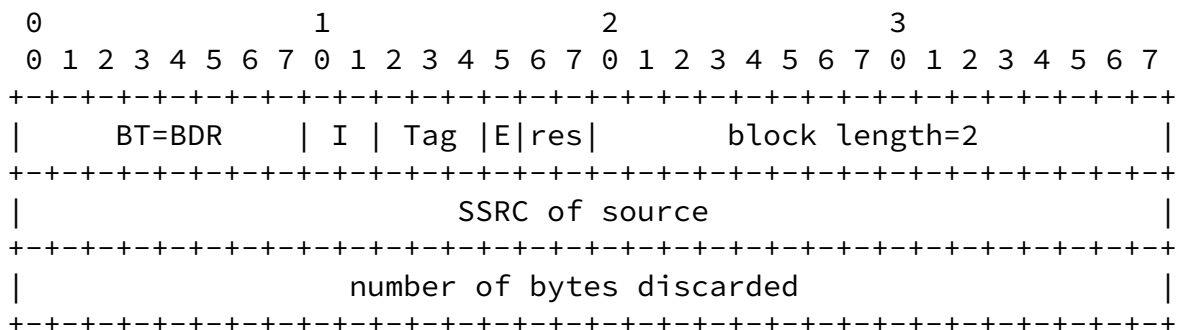 0                   1                   2                   3
 0 1 2 3 4 5 6 7 0 1 2 3 4 5 6 7 0 1 2 3 4 5 6 7 0 1 2 3 4 5 6 7
+-+-+-+-+-+-+-+-+-+-+-+-+-+-+-+-+-+-+-+-+-+-+-+-+-+-+-+-+-+-+-+-+
|     BT=BDR      | I | Tag |E|res|       block length=2          |
+-+-+-+-+-+-+-+-+-+-+-+-+-+-+-+-+-+-+-+-+-+-+-+-+-+-+-+-+-+-+-+-+
|                        SSRC of source                         |
+-+-+-+-+-+-+-+-+-+-+-+-+-+-+-+-+-+-+-+-+-+-+-+-+-+-+-+-+-+-+-+-+
|                  number of bytes discarded                    |
+-+-+-+-+-+-+-+-+-+-+-+-+-+-+-+-+-+-+-+-+-+-+-+-+-+-+-+-+-+-+-+-+